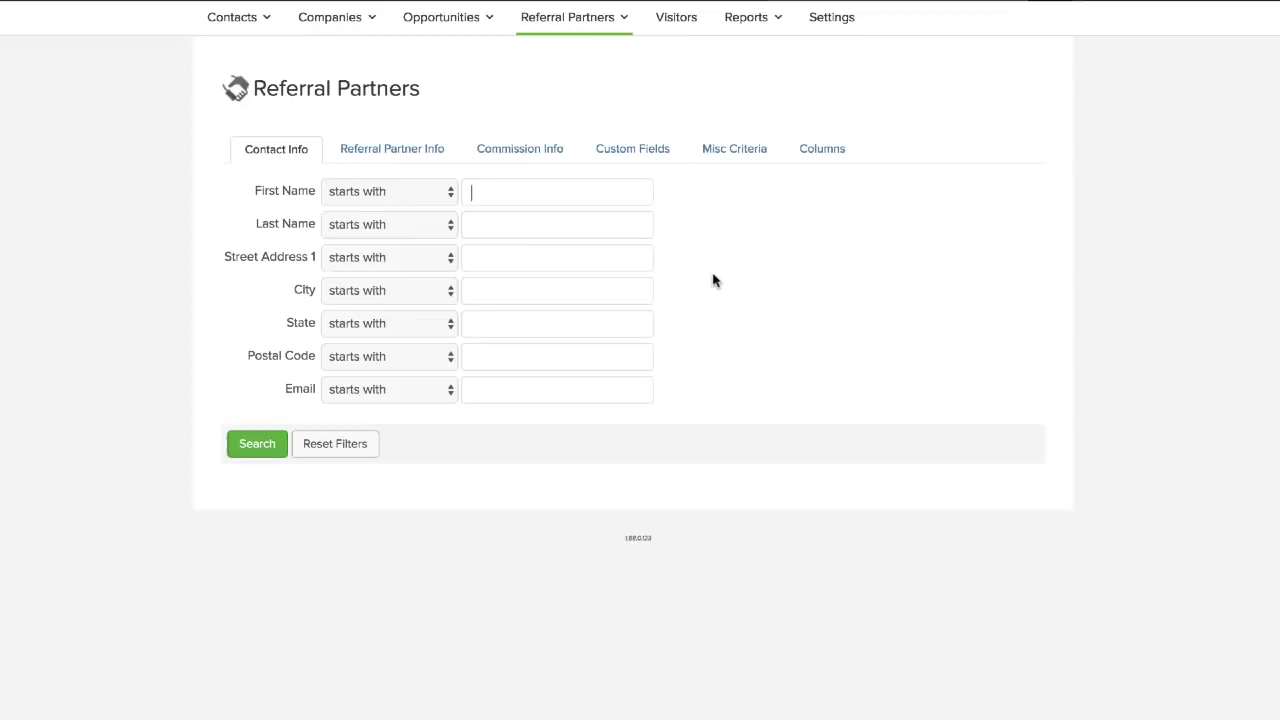 Contacts Companies Opportunities Referral Partners Visitors Reports Settings
Referral Partners
Contact Info Referral Partner Info Commission Info Custom Fields Misc Criteria Columns
First Name starts with
Last Name starts with
Street Address 1 starts with
City starts with
State starts with
Postal Code starts with
Email starts with
Search Reset Filters